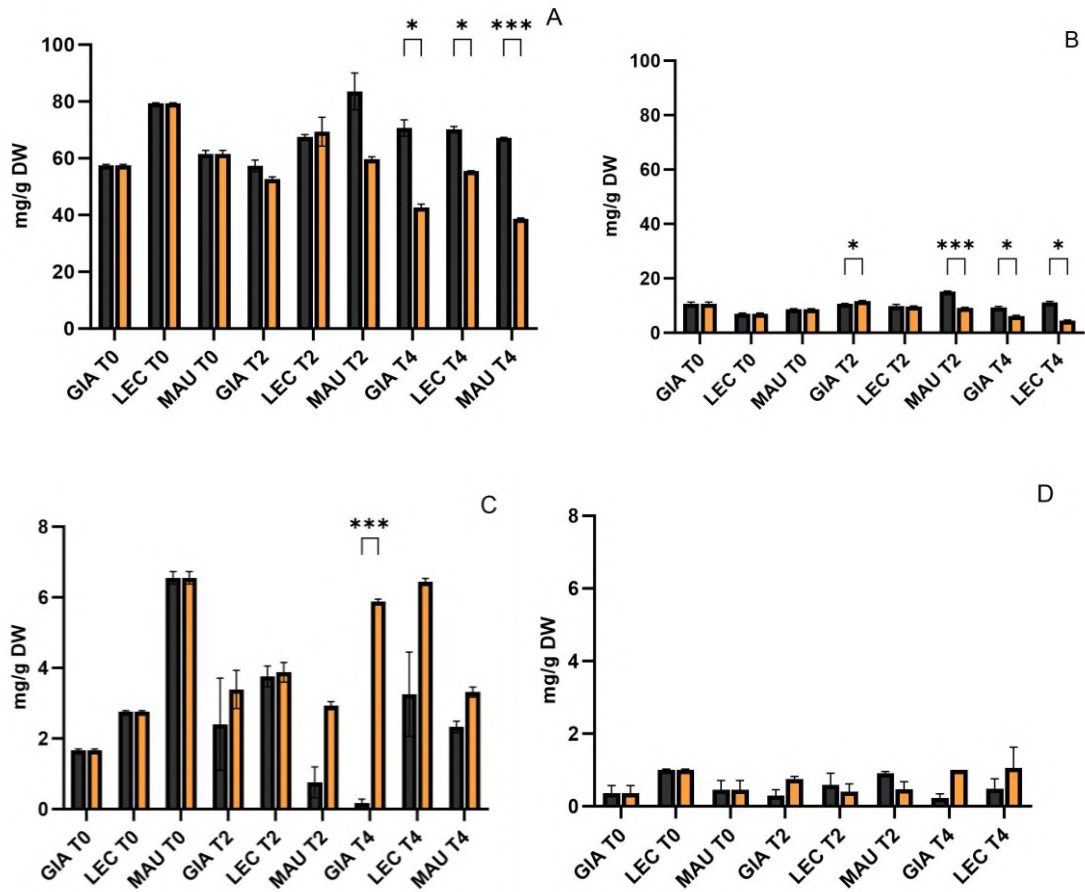 A
* * ***
100
80
60
40
20
0
mg/g DW
GIA T0 LEC T0 MAU T0 GIA T2 LEC T2 MAU T2 GIA T4 LEC T4 MAU T4
B
100
80
60
40
20
0
mg/g DW
* *** * *
GIA T0 LEC T0 MAU T0 GIA T2 LEC T2 MAU T2 GIA T4 LEC T4
C
***
8
6
4
2
0
mg/g DW
GIA T0 LEC T0 MAU T0 GIA T2 LEC T2 MAU T2 GIA T4 LEC T4 MAU T4
D
8
6
4
2
0
mg/g DW
GIA T0 LEC T0 MAU T0 GIA T2 LEC T2 MAU T2 GIA T4 LEC T4